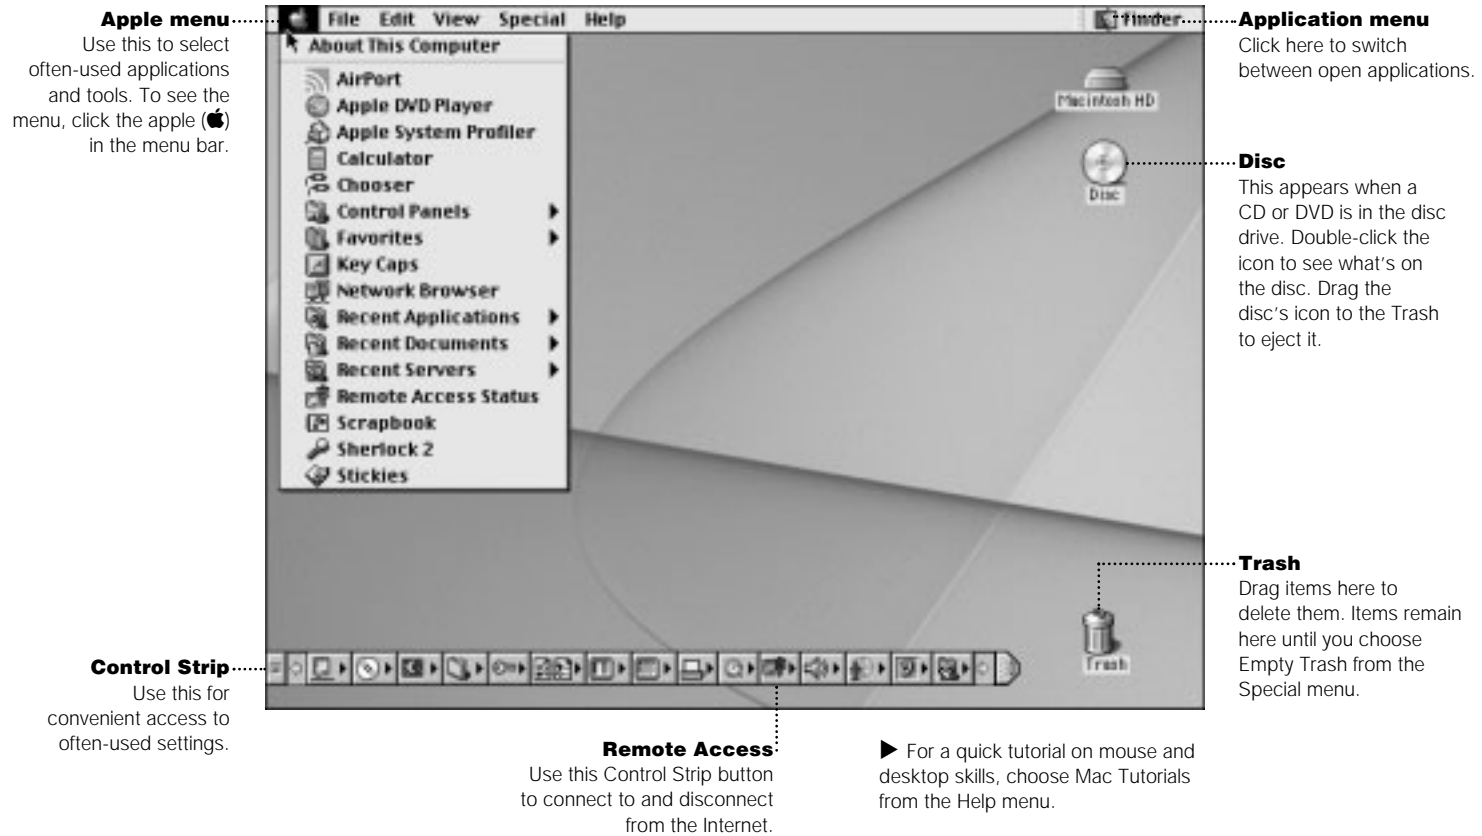 Apple menu
Use this to select
often-used applications
and tools. To see the
menu, click the apple ()
in the menu bar.
File Edit View Special Help
Finder
About This Computer
AirPort
Apple DVD Player
Apple System Profiler
Calculator
Chooser
Control Panels
Favorites
Key Caps
Network Browser
Recent Applications
Recent Documents
Recent Servers
Remote Access Status
Scrapbook
Sherlock 2
Stickies
Macintosh HD
Disc
Trash
Application menu
Click here to switch
between open applications.
Disc
This appears when a
CD or DVD is in the disc
drive. Double-click the
icon to see what's on
the disc. Drag the
disc's icon to the Trash
to eject it.
Trash
Drag items here to
delete them. Items remain
here until you choose
Empty Trash from the
Special menu.
Control Strip
Use this for
convenient access to
often-used settings.
Remote Access
Use this Control Strip button
to connect to and disconnect
from the Internet.
▶ For a quick tutorial on mouse and
desktop skills, choose Mac Tutorials
from the Help menu.